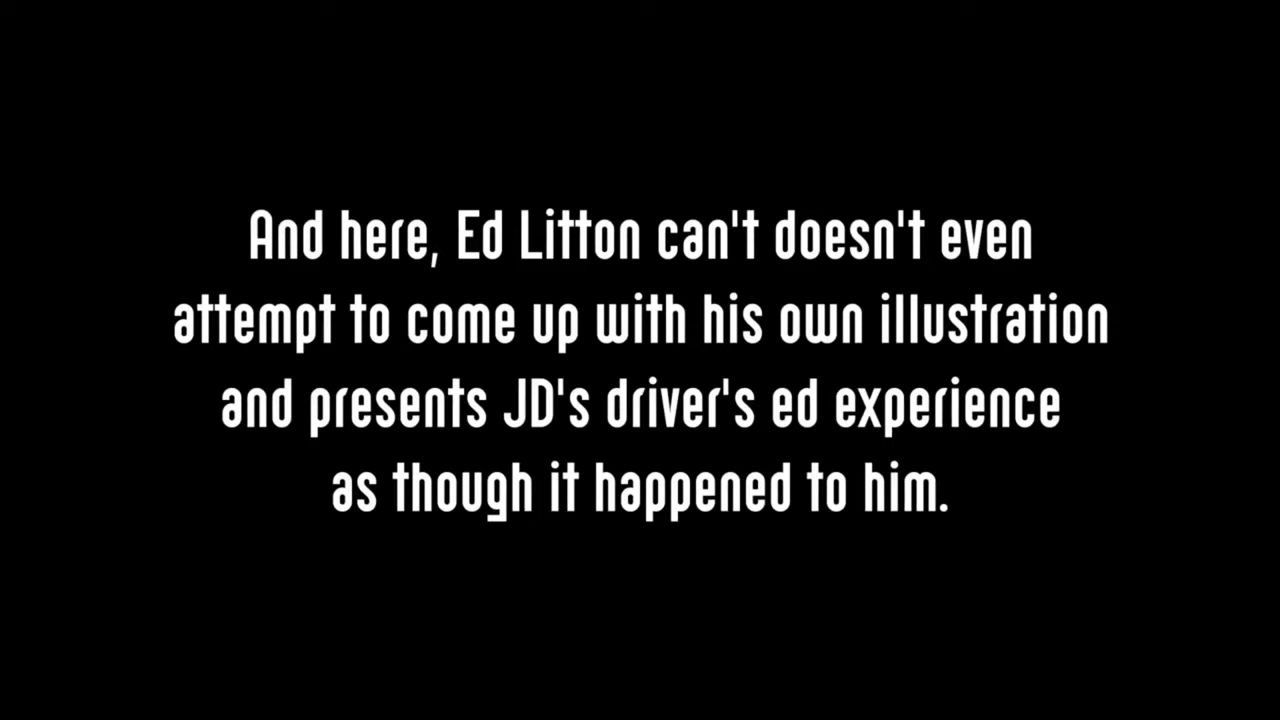 And here, Ed Litton can't doesn't even
attempt to come up with his own illustration
and presents JD's driver's ed experience
as though it happened to him.